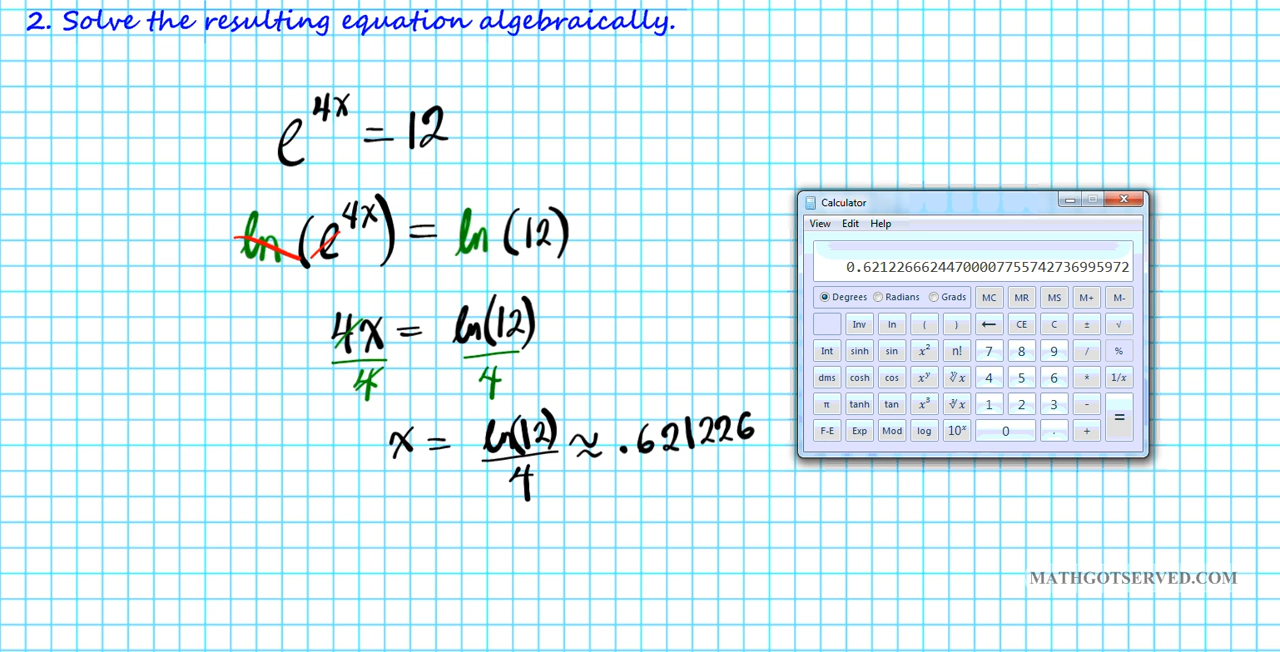 2. Solve the resulting equation algebraically.
e^{4x} = 12
ln(e^{4x}) = ln(12)
4x = ln(12)
4 4
x = ln(12)/4 ≈ .621226
Calculator
View Edit Help
0.62122666244700007755742736995972
Degrees Radians Grads MC MR MS M+ M-
Inv ln ( ) ← CE C ± √
Int sinh sin x² n! 7 8 9 / %
dms cosh cos x^y ʸ√x 4 5 6 * 1/x
π tanh tan x³ ³√x 1 2 3 - =
F-E Exp Mod log 10ˣ 0 . +
MATHGOTSERVED.COM